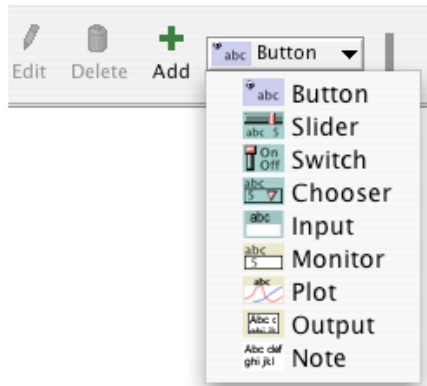 Edit Delete Add abc Button
abc Button
abc 5 Slider
On Off Switch
abc 5 Chooser
abc Input
abc 5 Monitor
abc Plot
Abc c Output
Abc def ghi jkl Note